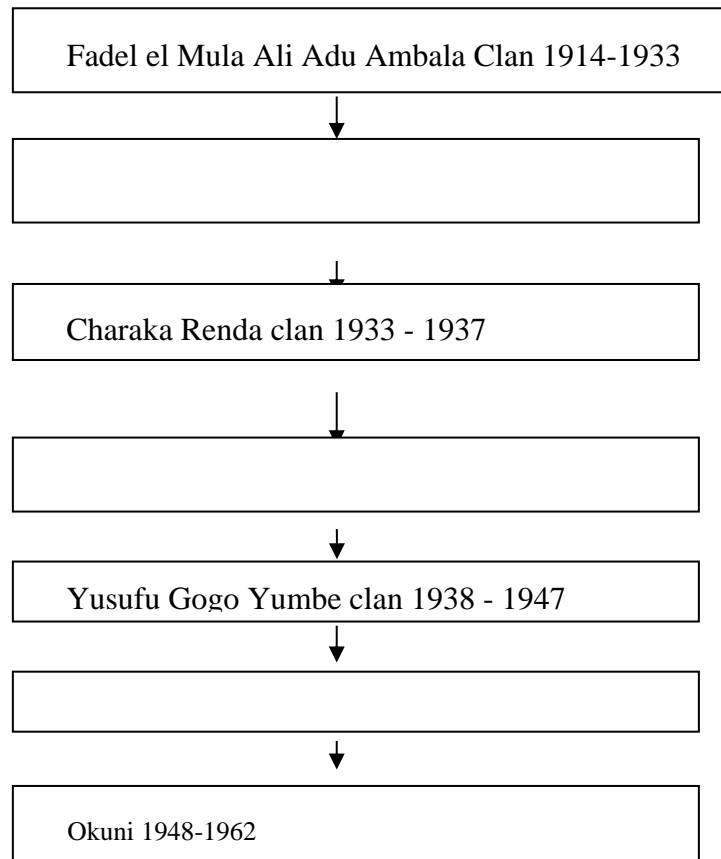 Fadel el Mula Ali Adu Ambala Clan 1914-1933
Charaka Renda clan 1933 - 1937
Yusufu Gogo Yumbe clan 1938 - 1947
Okuni 1948-1962